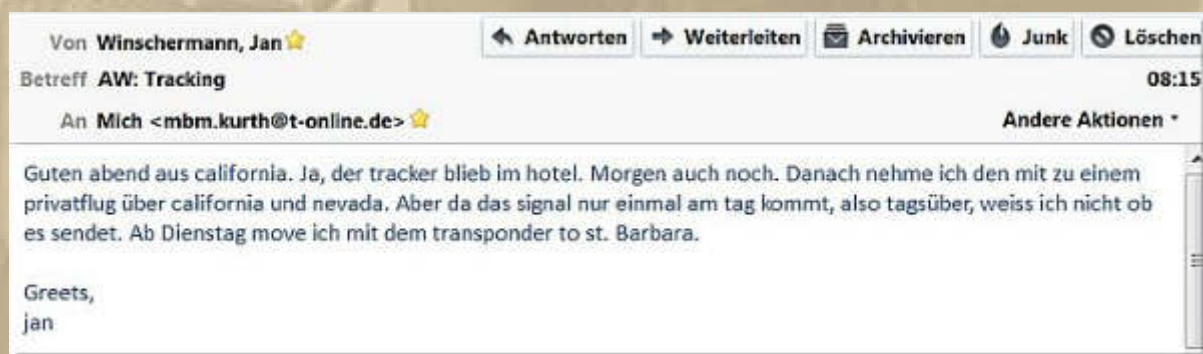 Von Winschermann, Jan Antworten Weiterleiten Archivieren Junk Löschen
Betreff AW: Tracking 08:15
An Mich <mbm.kurth@t-online.de> Andere Aktionen
Guten abend aus california. Ja, der tracker blieb im hotel. Morgen auch noch. Danach nehme ich den mit zu einem
privatflug über california und nevada. Aber da das signal nur einmal am tag kommt, also tagsüber, weiss ich nicht ob
es sendet. Ab Dienstag move ich mit dem transponder to st. Barbara.
Greets,
jan